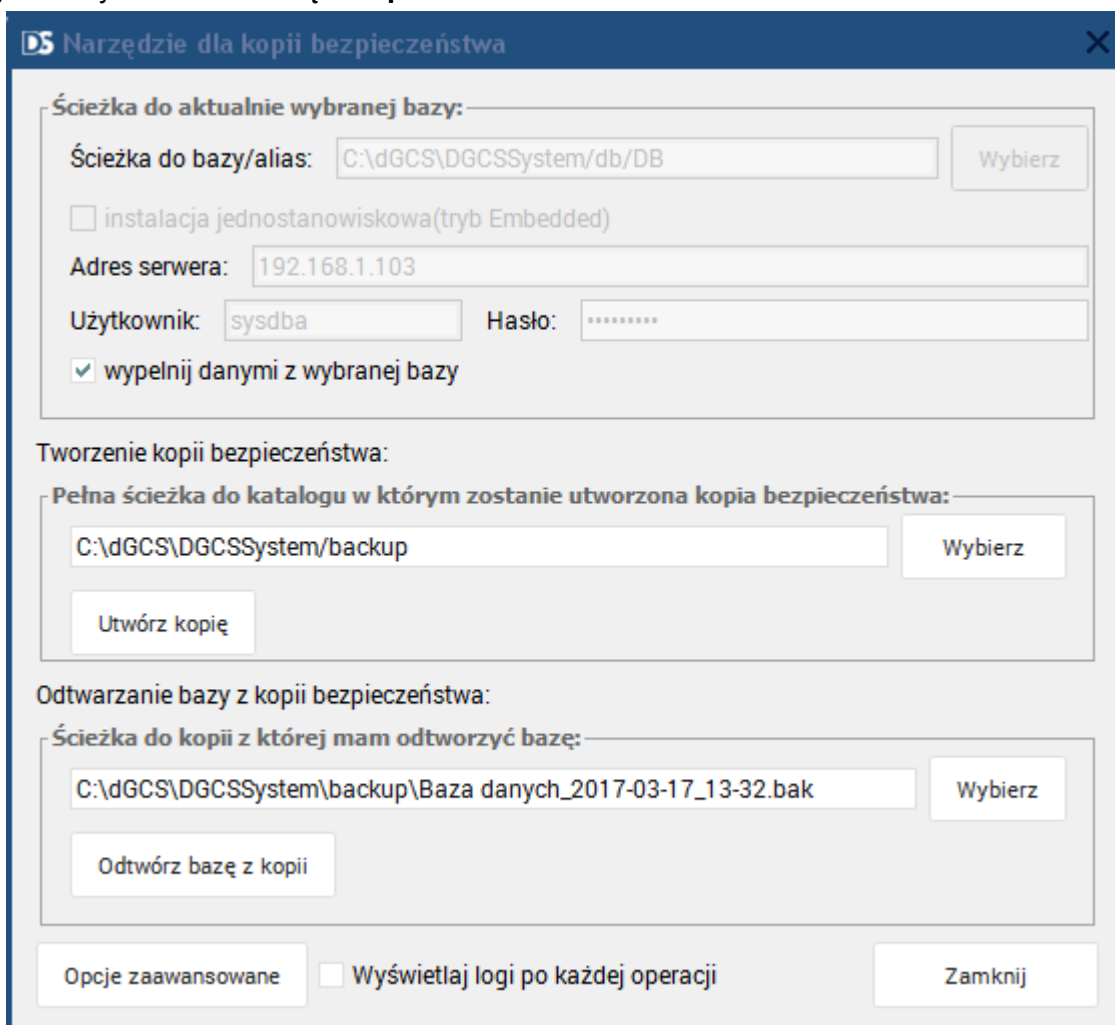 DS Narzędzie dla kopii bezpieczeństwa
Ścieżka do aktualnie wybranej bazy:
Ścieżka do bazy/alias: C:\dGCS\DGCSSystem/db/DB Wybierz
instalacja jednostanowiskowa(tryb Embedded)
Adres serwera: 192.168.1.103
Użytkownik: sysdba Hasło: •••••••••
wypelnij danymi z wybranej bazy
Tworzenie kopii bezpieczeństwa:
Pełna ścieżka do katalogu w którym zostanie utworzona kopia bezpieczeństwa:
C:\dGCS\DGCSSystem/backup Wybierz
Utwórz kopię
Odtwarzanie bazy z kopii bezpieczeństwa:
Ścieżka do kopii z której mam odtworzyć bazę:
C:\dGCS\DGCSSystem\backup\Baza danych_2017-03-17_13-32.bak Wybierz
Odtwórz bazę z kopii
Opcje zaawansowane Wyświetlaj logi po każdej operacji Zamknij